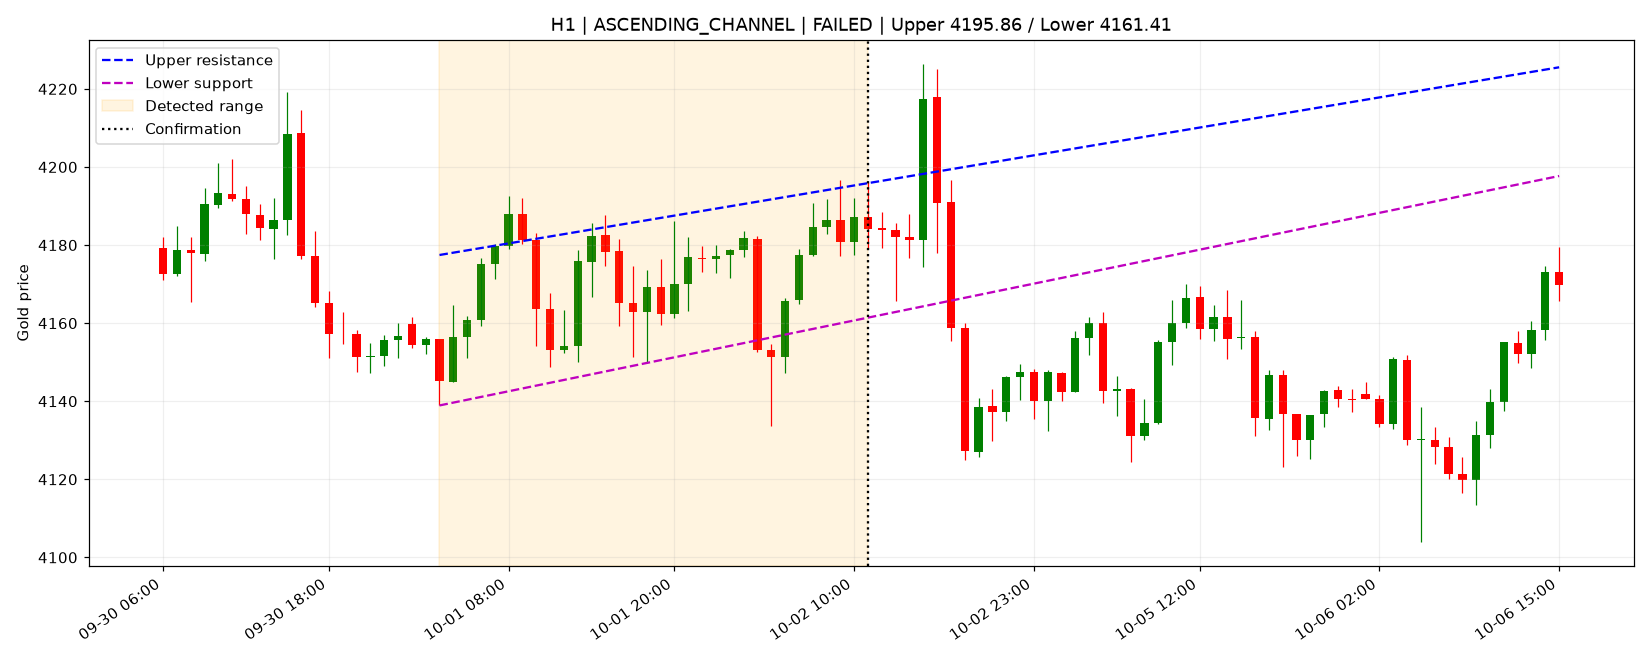 H1 | ASCENDING_CHANNEL | FAILED | Upper 4195.86 / Lower 4161.41
Upper resistance
Lower support
Detected range
Confirmation
Gold price
4220
4200
4180
4160
4140
4120
4100
09-30 06:00
09-30 18:00
10-01 08:00
10-01 20:00
10-02 10:00
10-02 23:00
10-05 12:00
10-06 02:00
10-06 15:00